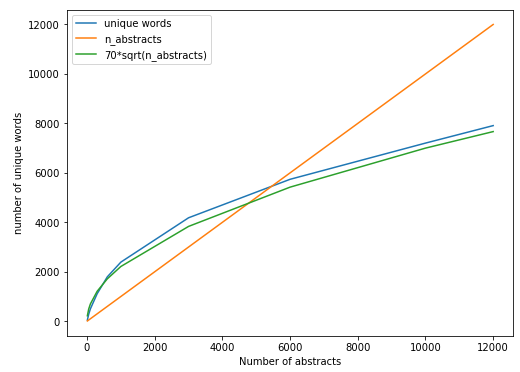 unique words
n_abstracts
70*sqrt(n_abstracts)
12000
10000
8000
6000
4000
2000
0
number of unique words
0 2000 4000 6000 8000 10000 12000
Number of abstracts